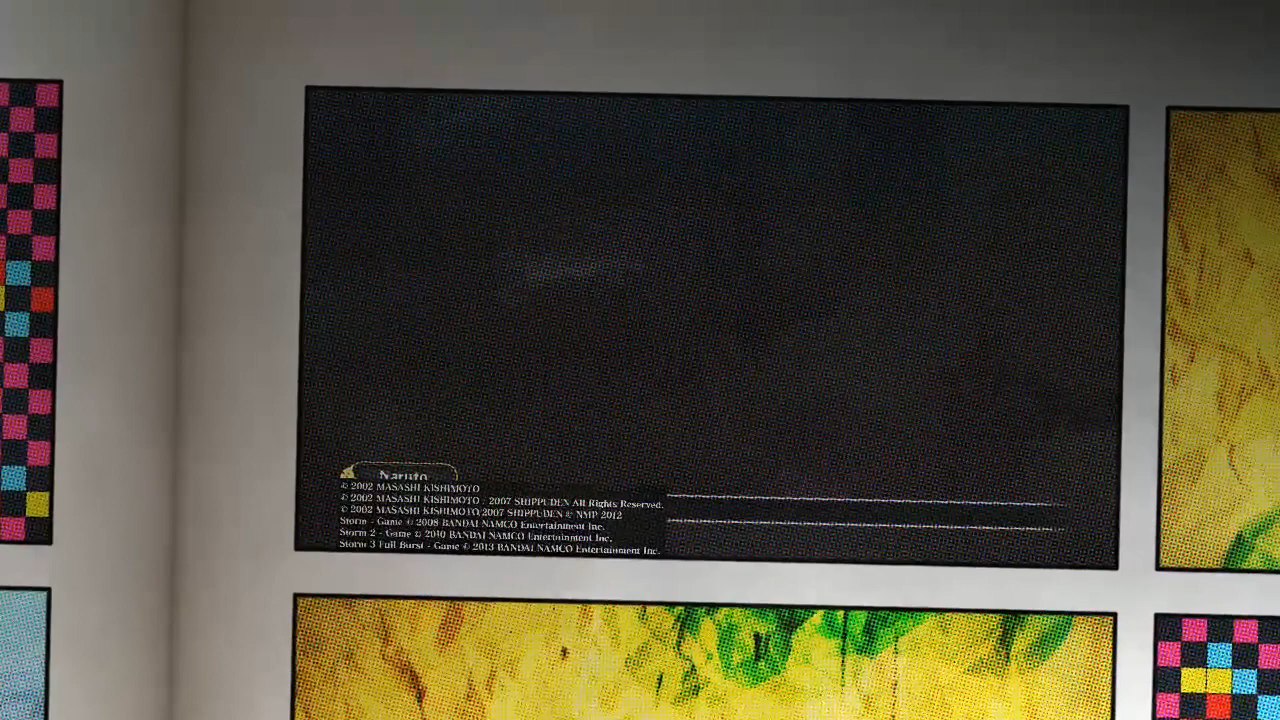 Naruto
© 2002 MASASHI KISHIMOTO
© 2002 MASASHI KISHIMOTO / 2007 SHIPPUDEN All Rights Reserved.
© 2002 MASASHI KISHIMOTO/2007 SHIPPUDEN © NMP 2012
Storm - Game © 2008 BANDAI NAMCO Entertainment Inc.
Storm 2 - Game © 2010 BANDAI NAMCO Entertainment Inc.
Storm 3 Full Burst - Game © 2013 BANDAI NAMCO Entertainment Inc.